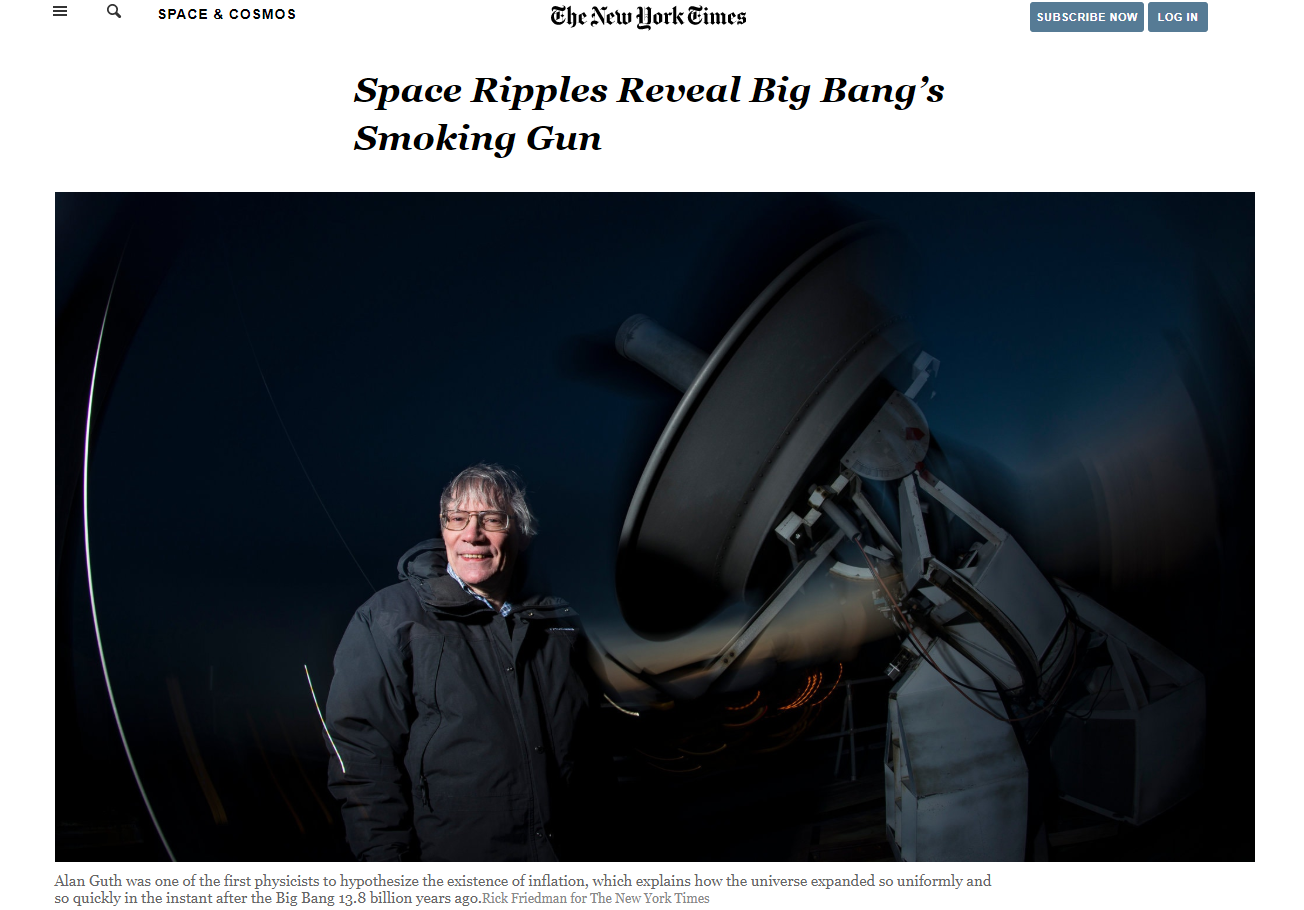 SPACE & COSMOS
The New York Times
SUBSCRIBE NOW
LOG IN
Space Ripples Reveal Big Bang’s
Smoking Gun
Alan Guth was one of the first physicists to hypothesize the existence of inflation, which explains how the universe expanded so uniformly and
so quickly in the instant after the Big Bang 13.8 billion years ago.Rick Friedman for The New York Times